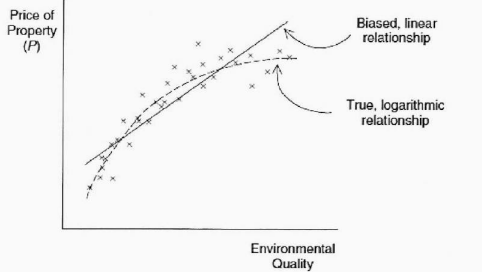 Price of
Property
(P)
Biased, linear
relationship
True, logarithmic
relationship
Environmental
Quality